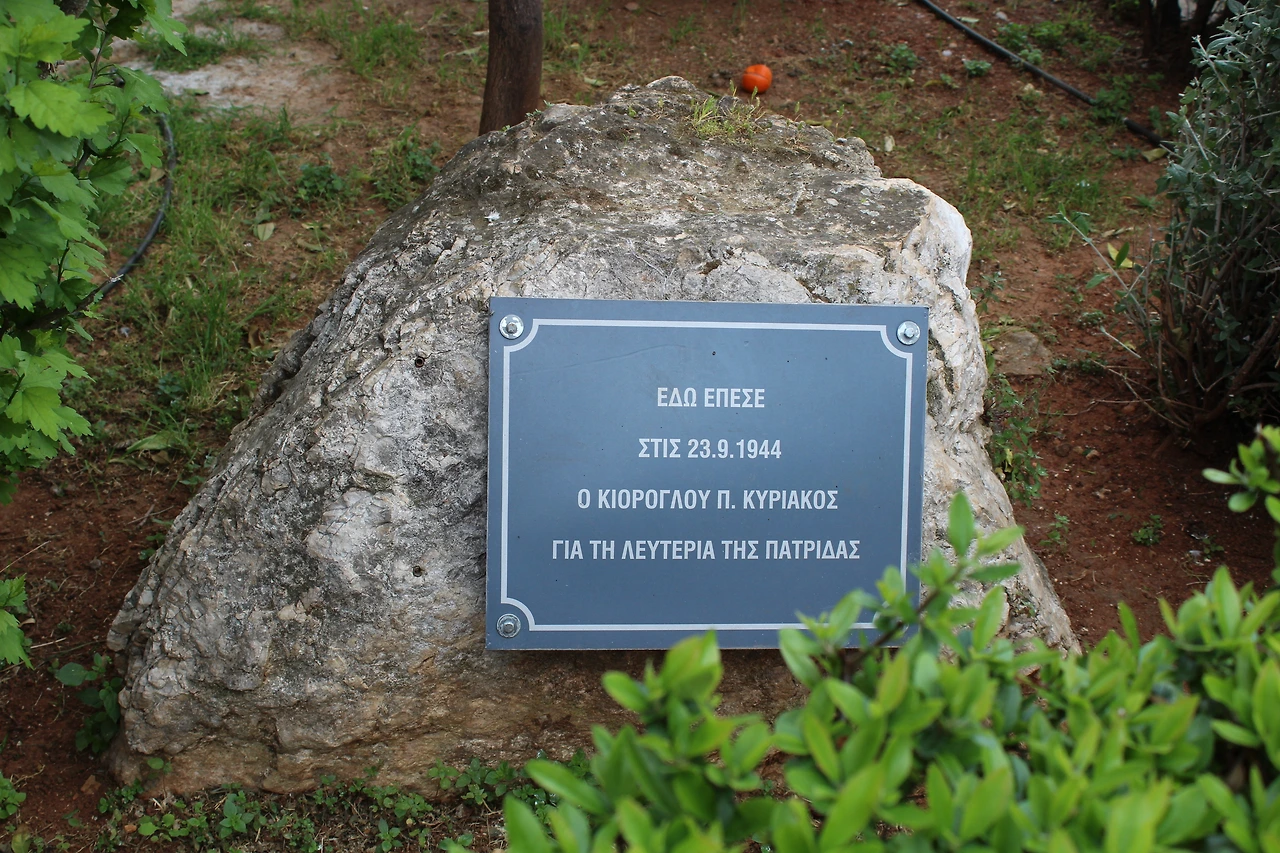 ΕΔΩ ΕΠΕΣΕ
ΣΤΙΣ 23.9.1944
Ο ΚΙΟΡΟΓΛΟΥ Π. ΚΥΡΙΑΚΟΣ
ΓΙΑ ΤΗ ΛΕΥΤΕΡΙΑ ΤΗΣ ΠΑΤΡΙΔΑΣ